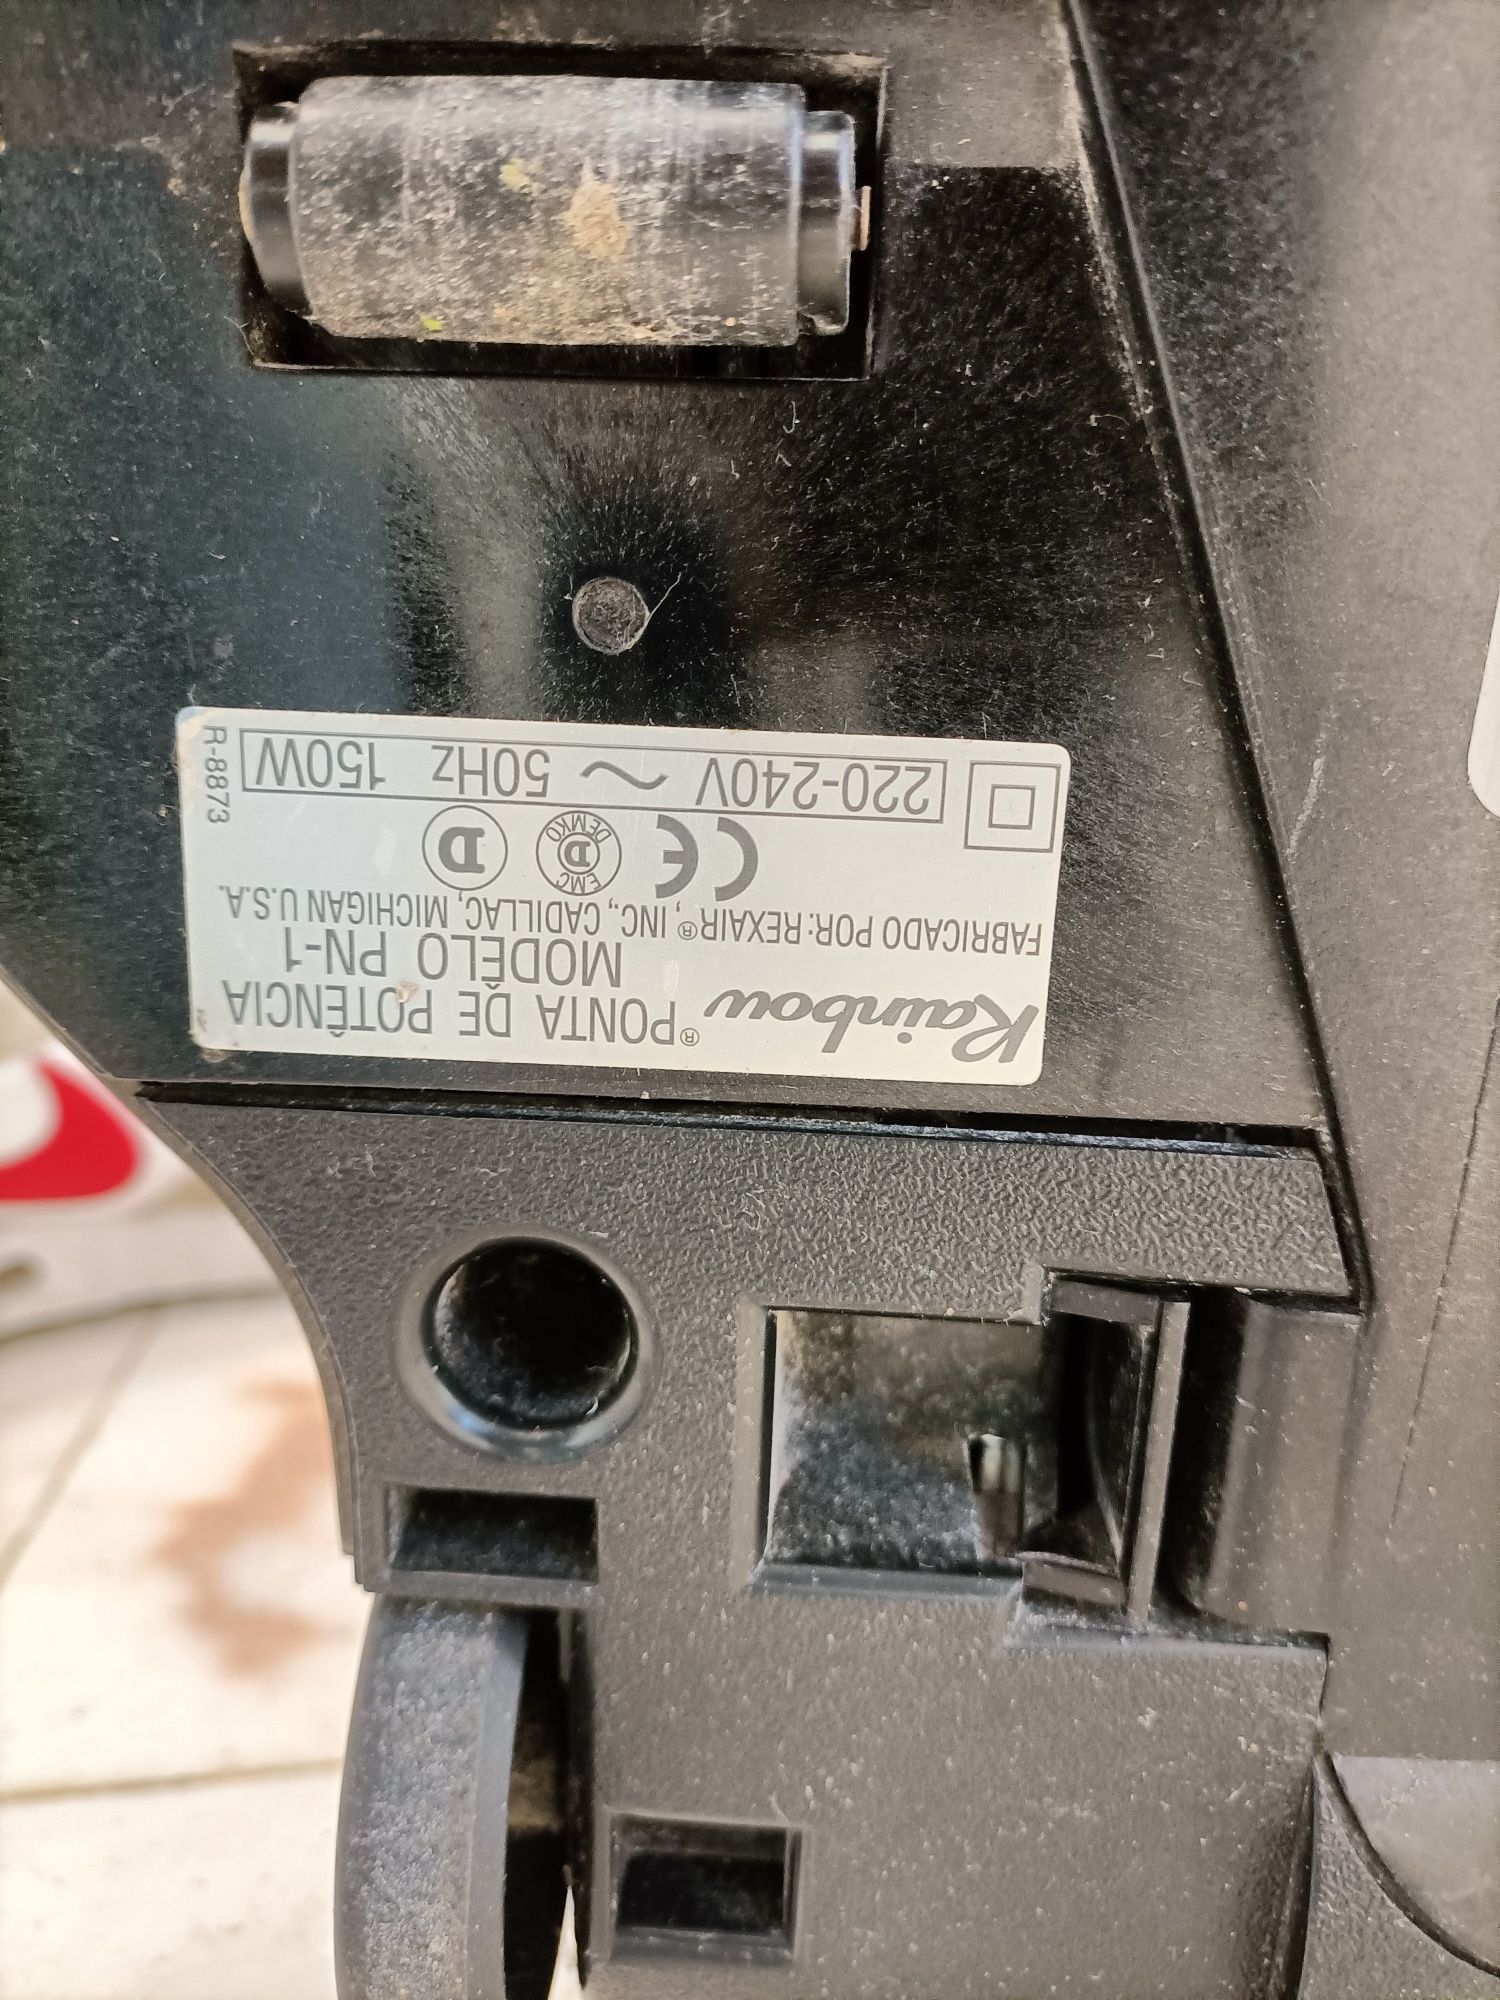 Rainbow® PONTA DE POTÊNCIA
MODÊLO PN-1
FABRICADO POR: REXAIR®, INC., CADILLAC, MICHIGAN U.S.A.
CE EMC D DEMKO D
220-240V ~ 50Hz 150W
R-8873